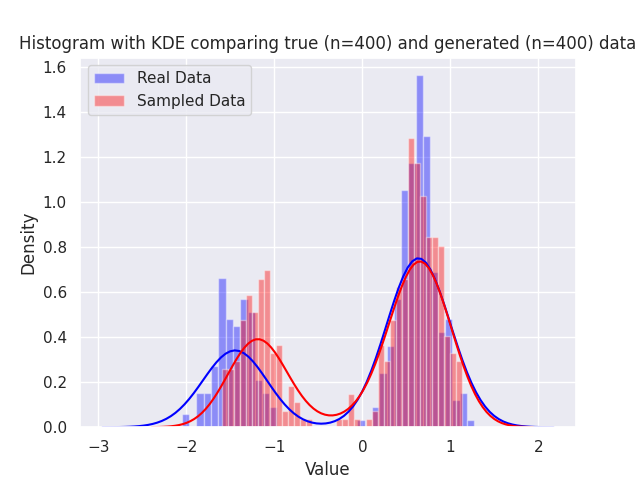 Histogram with KDE comparing true (n=400) and generated (n=400) data
Real Data
Sampled Data
1.6
1.4
1.2
1.0
0.8
0.6
0.4
0.2
0.0
Density
−3 −2 −1 0 1 2
Value